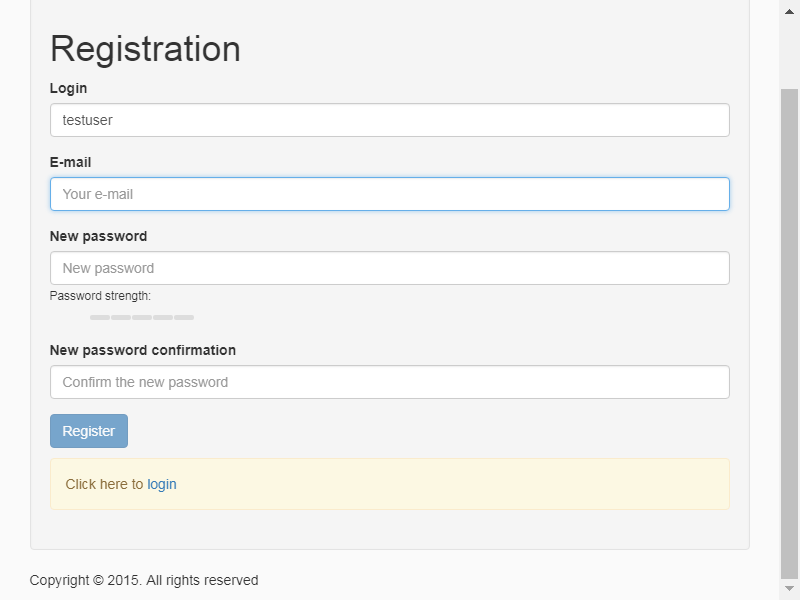 Registration
Login
testuser
E-mail
Your e-mail
New password
New password
Password strength:
New password confirmation
Confirm the new password
Register
Click here to login
Copyright © 2015. All rights reserved